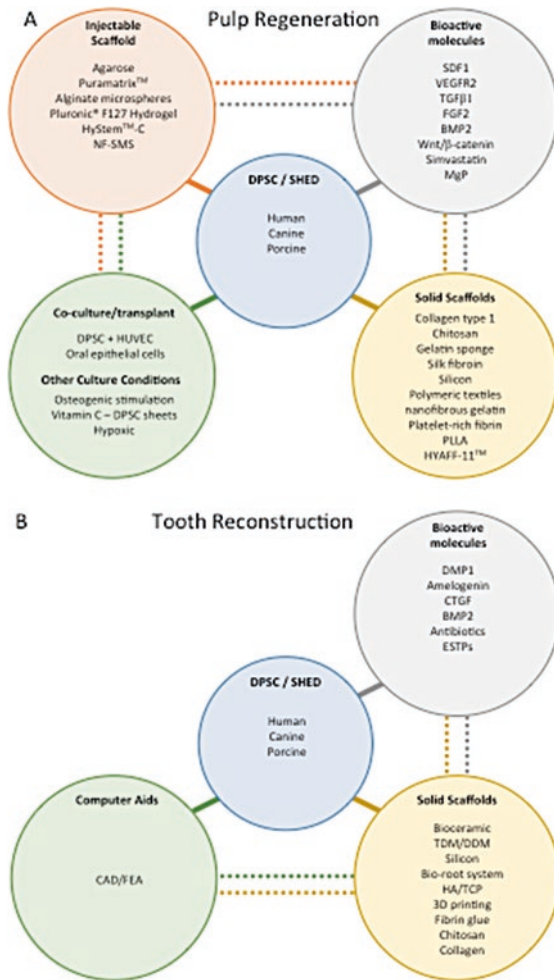 A
Pulp Regeneration
Injectable
Scaffold
Agarose
Puramatrix™
Alginate microspheres
Pluronic® F127 Hydrogel
HyStem™-C
NF-SMS
Bioactive
molecules
SDF1
VEGFR2
TGFβ1
FGF2
BMP2
Wnt/β-catenin
Simvastatin
MgP
DPSC / SHED
Human
Canine
Porcine
Co-culture/transplant
DPSC + HUVEC
Oral epithelial cells
Other Culture Conditions
Osteogenic stimulation
Vitamin C – DPSC sheets
Hypoxic
Solid Scaffolds
Collagen type 1
Chitosan
Gelatin sponge
Silk fibroin
Silicon
Polymeric textiles
nanofibrous gelatin
Platelet-rich fibrin
PLLA
HYAFF-11™
B
Tooth Reconstruction
Bioactive
molecules
DMP1
Amelogenin
CTGF
BMP2
Antibiotics
ESTPs
DPSC / SHED
Human
Canine
Porcine
Computer Aids
CAD/FEA
Solid Scaffolds
Bioceramic
TDM/DDM
Silicon
Bio-root system
HA/TCP
3D printing
Fibrin glue
Chitosan
Collagen